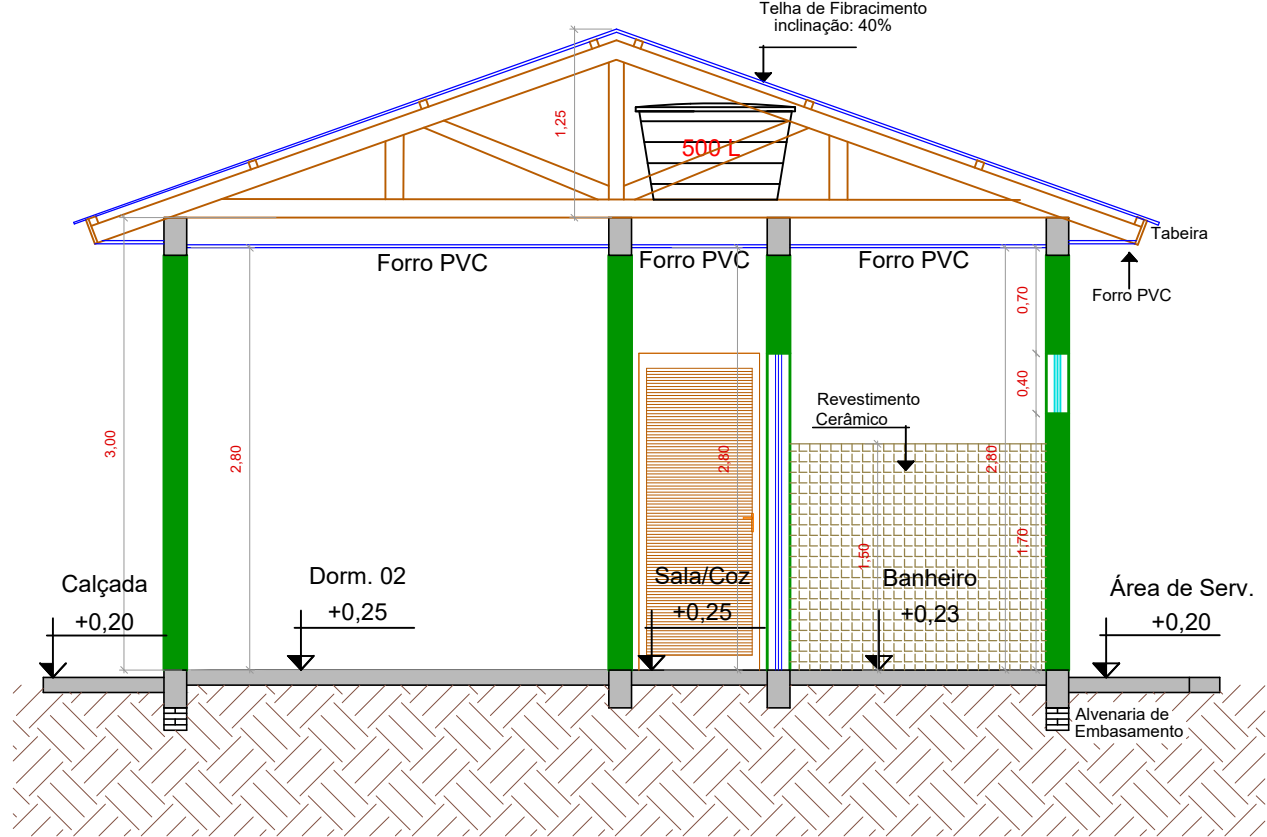 Telha de Fibracimento
inclinação: 40%
1,25
500 L
Tabeira
Forro PVC
Forro PVC
Forro PVC
Forro PVC
0,70
0,40
Revestimento
Cerâmico
3,00
2,80
2,80
2,80
1,50
1,70
Calçada
+0,20
Dorm. 02
+0,25
Sala/Coz
+0,25
Banheiro
+0,23
Área de Serv.
+0,20
Alvenaria de
Embasamento